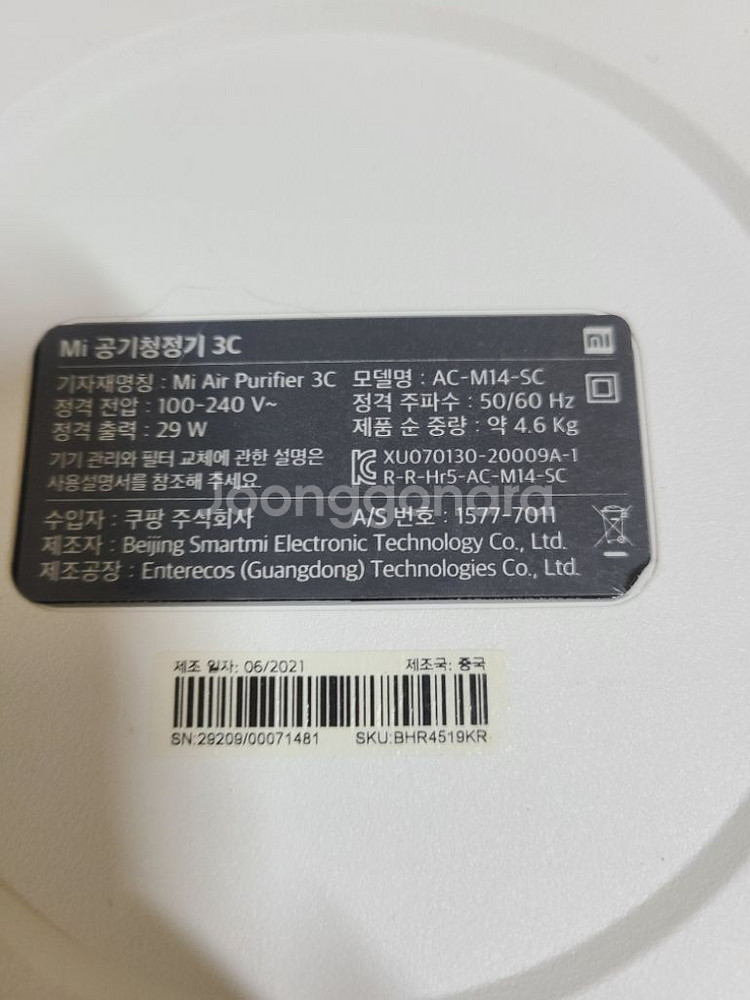 Mi 공기청정기 3C
기자재명칭 : Mi Air Purifier 3C 모델명 : AC-M14-SC
정격 전압 : 100-240 V~ 정격 주파수 : 50/60 Hz
정격 출력 : 29 W 제품 순 중량 : 약 4.6 Kg
기기 관리와 필터 교체에 관한 설명은 XU070130-20009A-1
사용설명서를 참조해 주세요. R-R-Hr5-AC-M14-SC
Joonggonara
수입자 : 쿠팡 주식회사 A/S 번호 : 1577-7011
제조자 : Beijing Smartmi Electronic Technology Co., Ltd.
제조공장 : Enterecos (Guangdong) Technologies Co., Ltd.
제조 일자: 06/2021 제조국: 중국
SN:29209/00071481 SKU:BHR4519KR